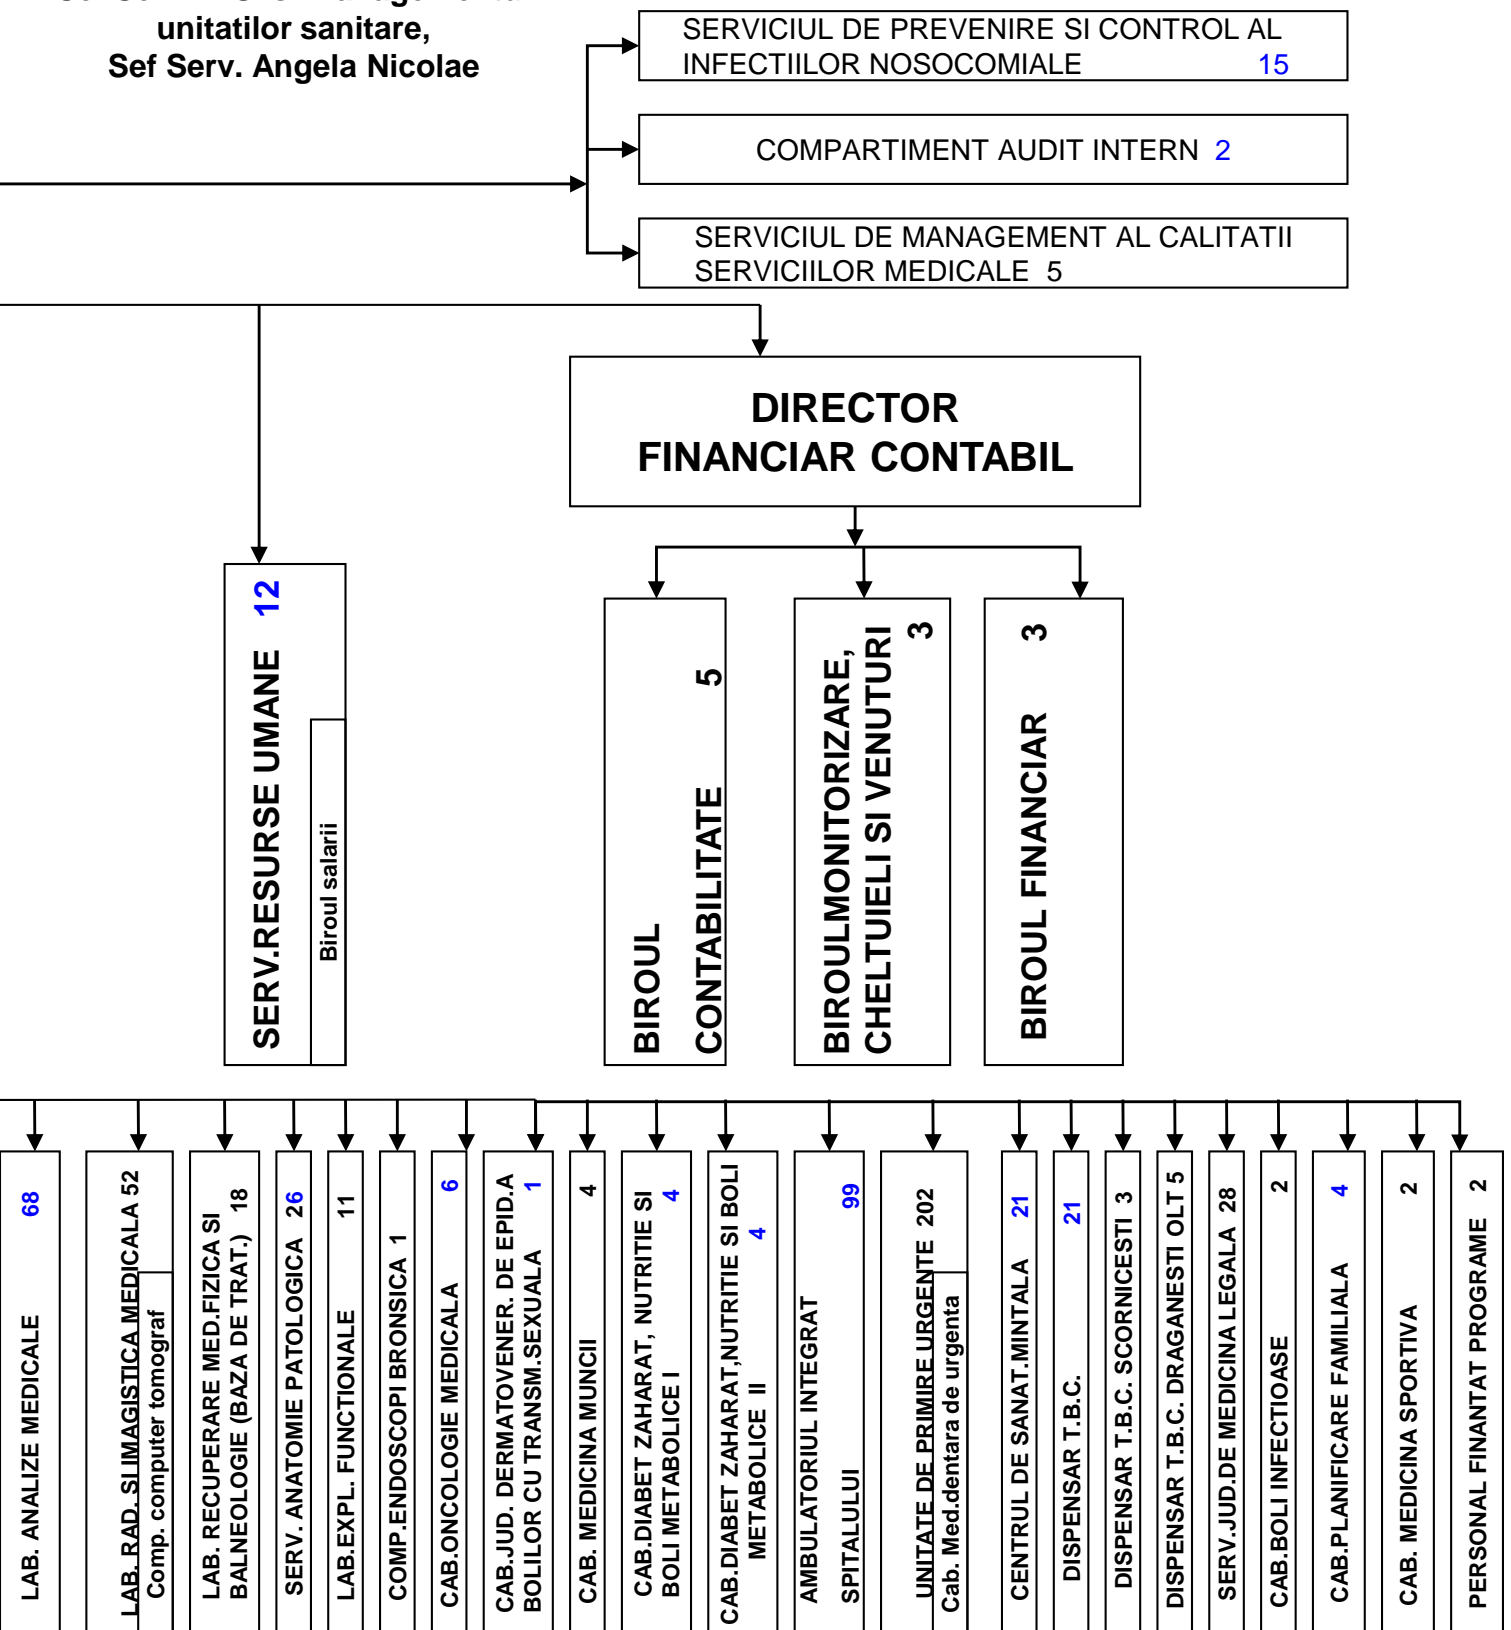 unitatilor sanitare,
Sef Serv. Angela Nicolae
SERVICIUL DE PREVENIRE SI CONTROL AL
INFECTIILOR NOSOCOMIALE 15
COMPARTIMENT AUDIT INTERN 2
SERVICIUL DE MANAGEMENT AL CALITATII
SERVICIILOR MEDICALE 5
DIRECTOR
FINANCIAR CONTABIL
SERV.RESURSE UMANE 12
Biroul salarii
BIROUL
CONTABILITATE 5
BIROULMONITORIZARE,
CHELTUIELI SI VENUTURI
3
BIROUL FINANCIAR 3
LAB. ANALIZE MEDICALE 68
LAB. RAD. SI IMAGISTICA MEDICALA 52
Comp. computer tomograf
LAB. RECUPERARE MED.FIZICA SI
BALNEOLOGIE (BAZA DE TRAT.) 18
SERV. ANATOMIE PATOLOGICA 26
LAB.EXPL. FUNCTIONALE 11
COMP.ENDOSCOPI BRONSICA 1
CAB.ONCOLOGIE MEDICALA 6
CAB.JUD. DERMATOVENER. DE EPID.A
BOLILOR CU TRANSM.SEXUALA 1
CAB. MEDICINA MUNCII 4
CAB.DIABET ZAHARAT, NUTRITIE SI
BOLI METABOLICE I 4
CAB.DIABET ZAHARAT,NUTRITIE SI BOLI
METABOLICE II 4
AMBULATORIUL INTEGRAT
SPITALULUI 99
UNITATE DE PRIMIRE URGENTE 202
Cab. Med.dentara de urgenta
CENTRUL DE SANAT.MINTALA 21
DISPENSAR T.B.C. 21
DISPENSAR T.B.C. SCORNICESTI 3
DISPENSAR T.B.C. DRAGANESTI OLT 5
SERV.JUD.DE MEDICINA LEGALA 28
CAB.BOLI INFECTIOASE 2
CAB.PLANIFICARE FAMILIALA 4
CAB. MEDICINA SPORTIVA 2
PERSONAL FINANTAT PROGRAME 2